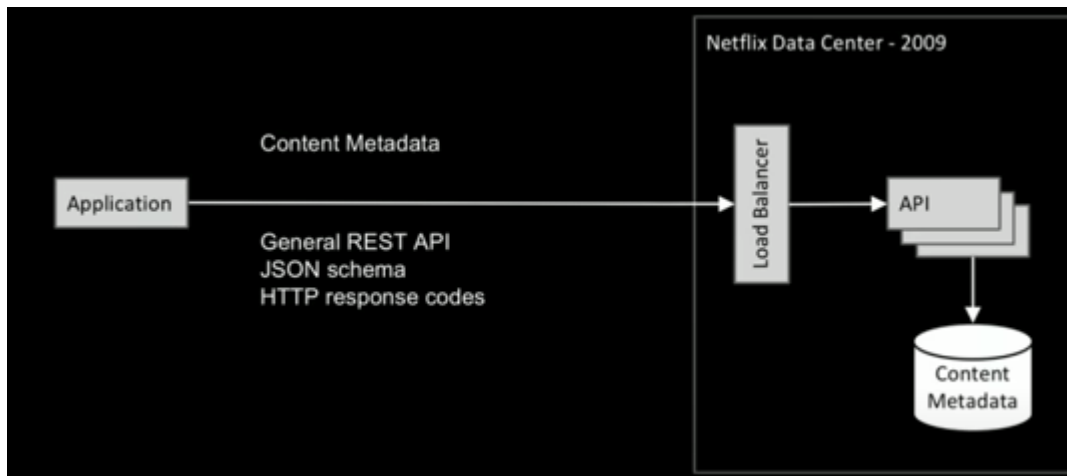 Netflix Data Center - 2009
Content Metadata
Application
Load Balancer
API
General REST API
JSON schema
HTTP response codes
Content
Metadata